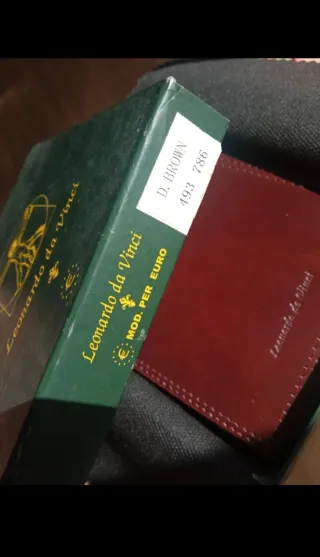 Leonardo da Vinci
€
Leonardo da Vinci
€ MOD. PER EURO
D. BROWN
493 786
Leonardo da Vinci